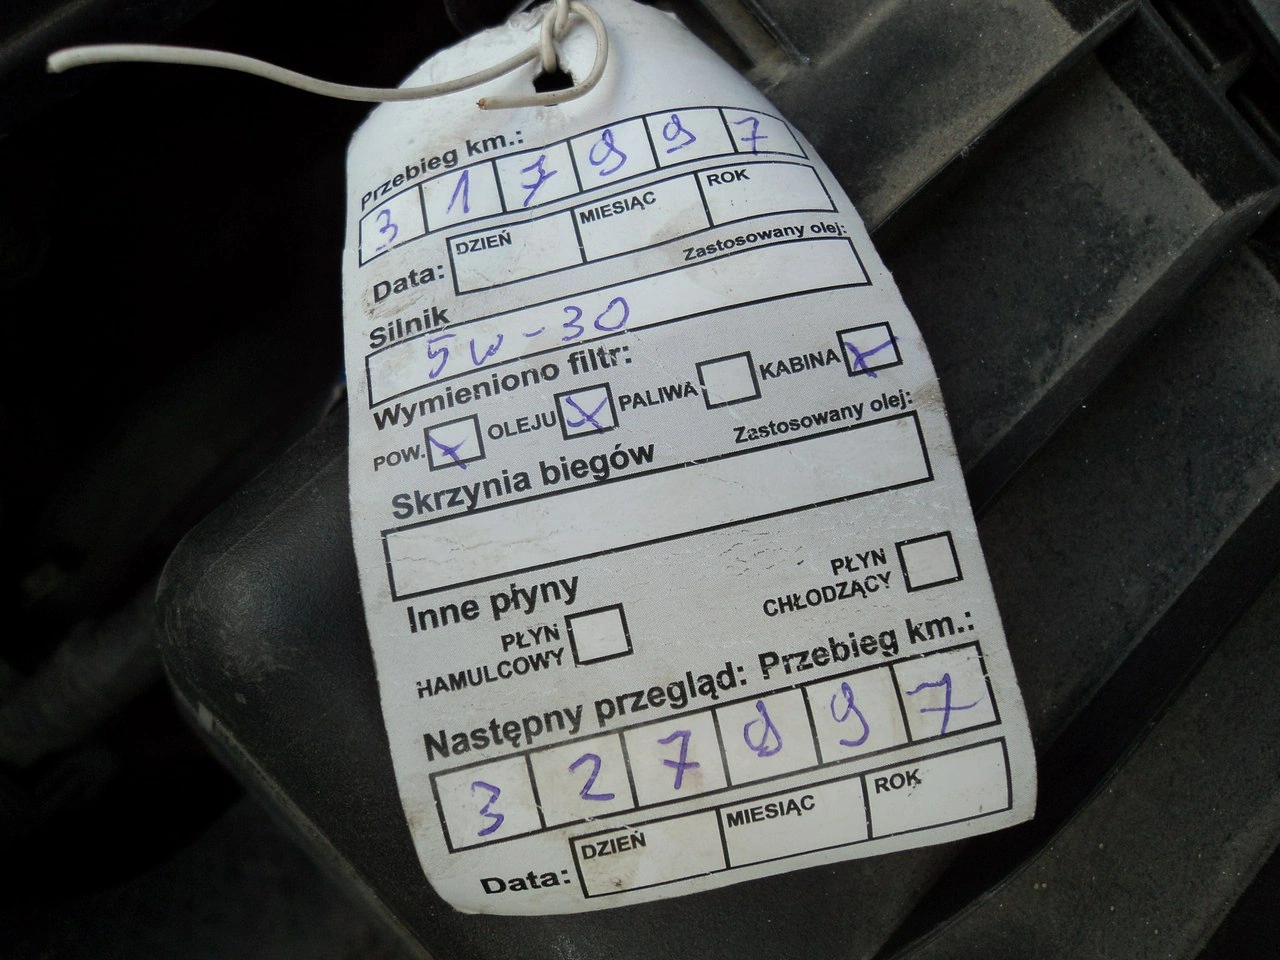 Przebieg km.:
3 1 7 9 9 7
Data: DZIEŃ MIESIĄC ROK
Silnik Zastosowany olej:
5w-30
Wymieniono filtr:
POW. X OLEJU X PALIWA KABINA X
Skrzynia biegów Zastosowany olej:
Inne płyny
PŁYN HAMULCOWY PŁYN CHŁODZĄCY
Następny przegląd: Przebieg km.:
3 2 7 9 9 7
Data: DZIEŃ MIESIĄC ROK